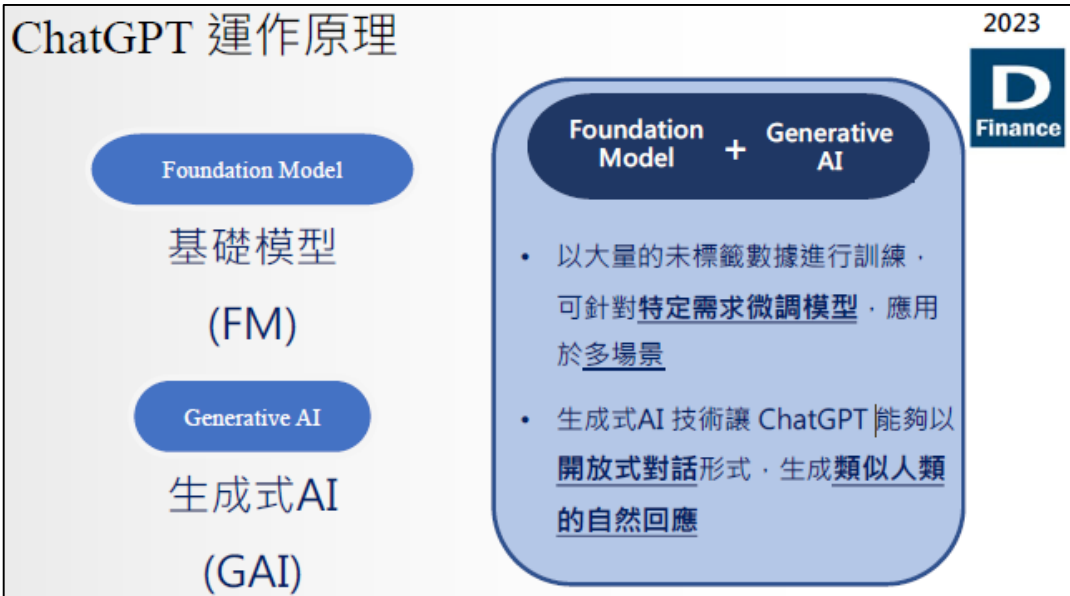 ChatGPT 運作原理
2023
D
Finance
Foundation Model
基礎模型
(FM)
Generative AI
生成式AI
(GAI)
Foundation
Model
+
Generative
AI
• 以大量的未標籤數據進行訓練，
可針對特定需求微調模型，應用
於多場景
• 生成式AI 技術讓 ChatGPT 能夠以
開放式對話形式，生成類似人類
的自然回應